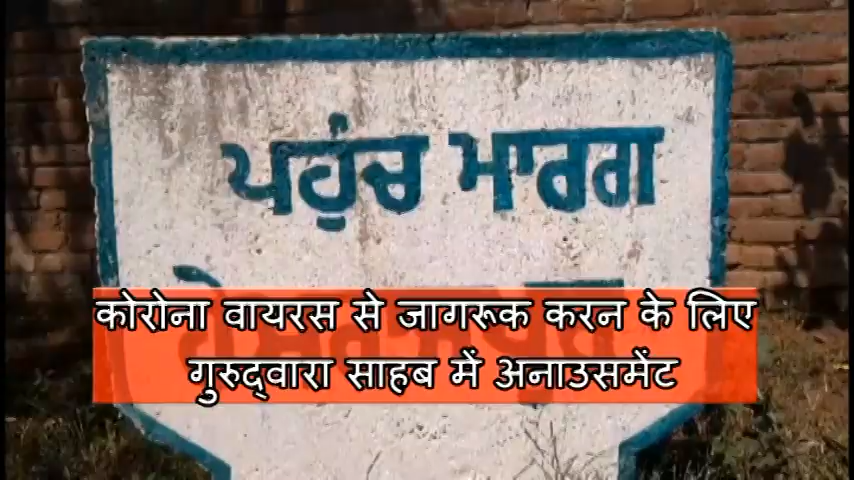 ਪਹੁੰਚ ਮਾਰਗ
कोरोना वायरस से जागरूक करन के लिए
गुरुद्वारा साहब में अनाउसमेंट